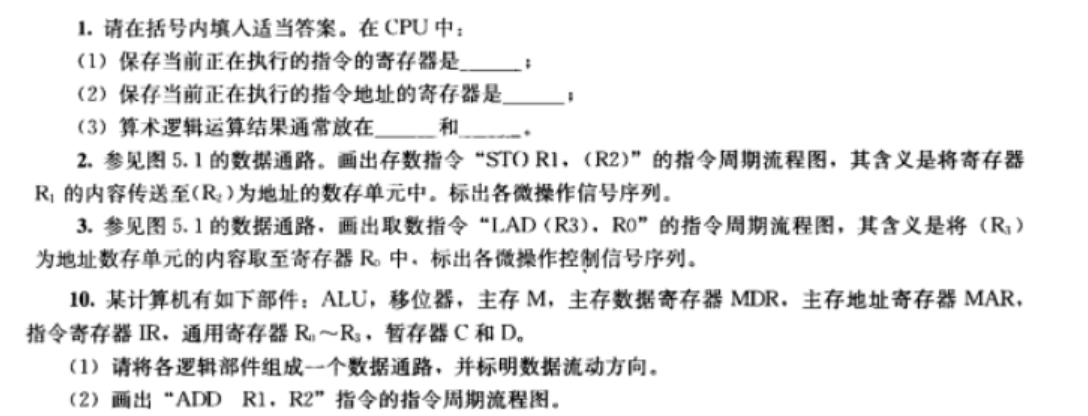 1. 请在括号内填入适当答案。在 CPU 中:
(1) 保存当前正在执行的指令的寄存器是______;
(2) 保存当前正在执行的指令地址的寄存器是______;
(3) 算术逻辑运算结果通常放在______和______。
2. 参见图 5.1 的数据通路。画出存数指令“STO R1, (R2)”的指令周期流程图,其含义是将寄存器
R₁ 的内容传送至(R₂)为地址的数存单元中。标出各微操作信号序列。
3. 参见图 5.1 的数据通路,画出取数指令“LAD (R3), R0”的指令周期流程图,其含义是将 (R₃)
为地址数存单元的内容取至寄存器 R₀ 中,标出各微操作控制信号序列。
10. 某计算机有如下部件:ALU,移位器,主存 M,主存数据寄存器 MDR,主存地址寄存器 MAR,
指令寄存器 IR,通用寄存器 R₀~R₃,暂存器 C 和 D。
(1) 请将各逻辑部件组成一个数据通路,并标明数据流动方向。
(2) 画出“ADD R1, R2”指令的指令周期流程图。